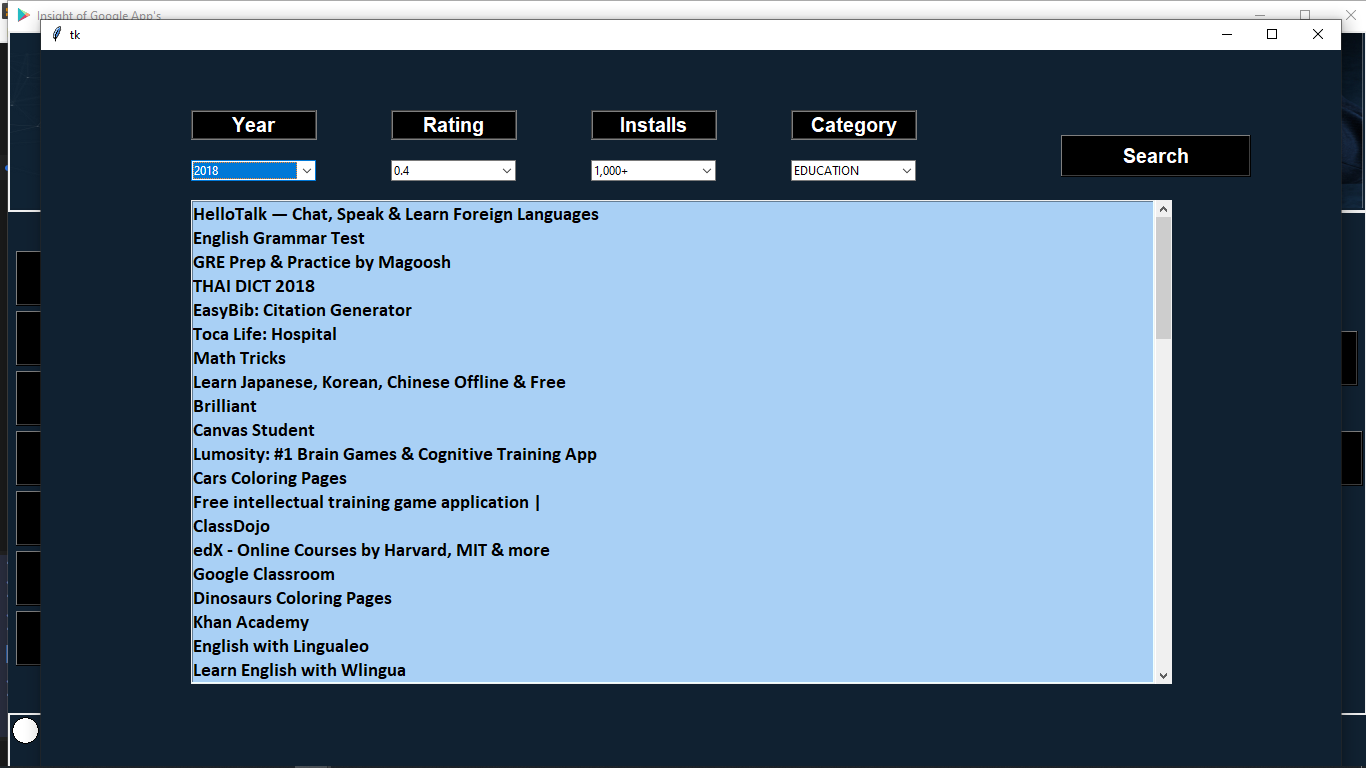 Insight of Google App's
tk
Year Rating Installs Category
Search
2018 0.4 1,000+ EDUCATION
HelloTalk — Chat, Speak & Learn Foreign Languages
English Grammar Test
GRE Prep & Practice by Magoosh
THAI DICT 2018
EasyBib: Citation Generator
Toca Life: Hospital
Math Tricks
Learn Japanese, Korean, Chinese Offline & Free
Brilliant
Canvas Student
Lumosity: #1 Brain Games & Cognitive Training App
Cars Coloring Pages
Free intellectual training game application |
ClassDojo
edX - Online Courses by Harvard, MIT & more
Google Classroom
Dinosaurs Coloring Pages
Khan Academy
English with Lingualeo
Learn English with Wlingua